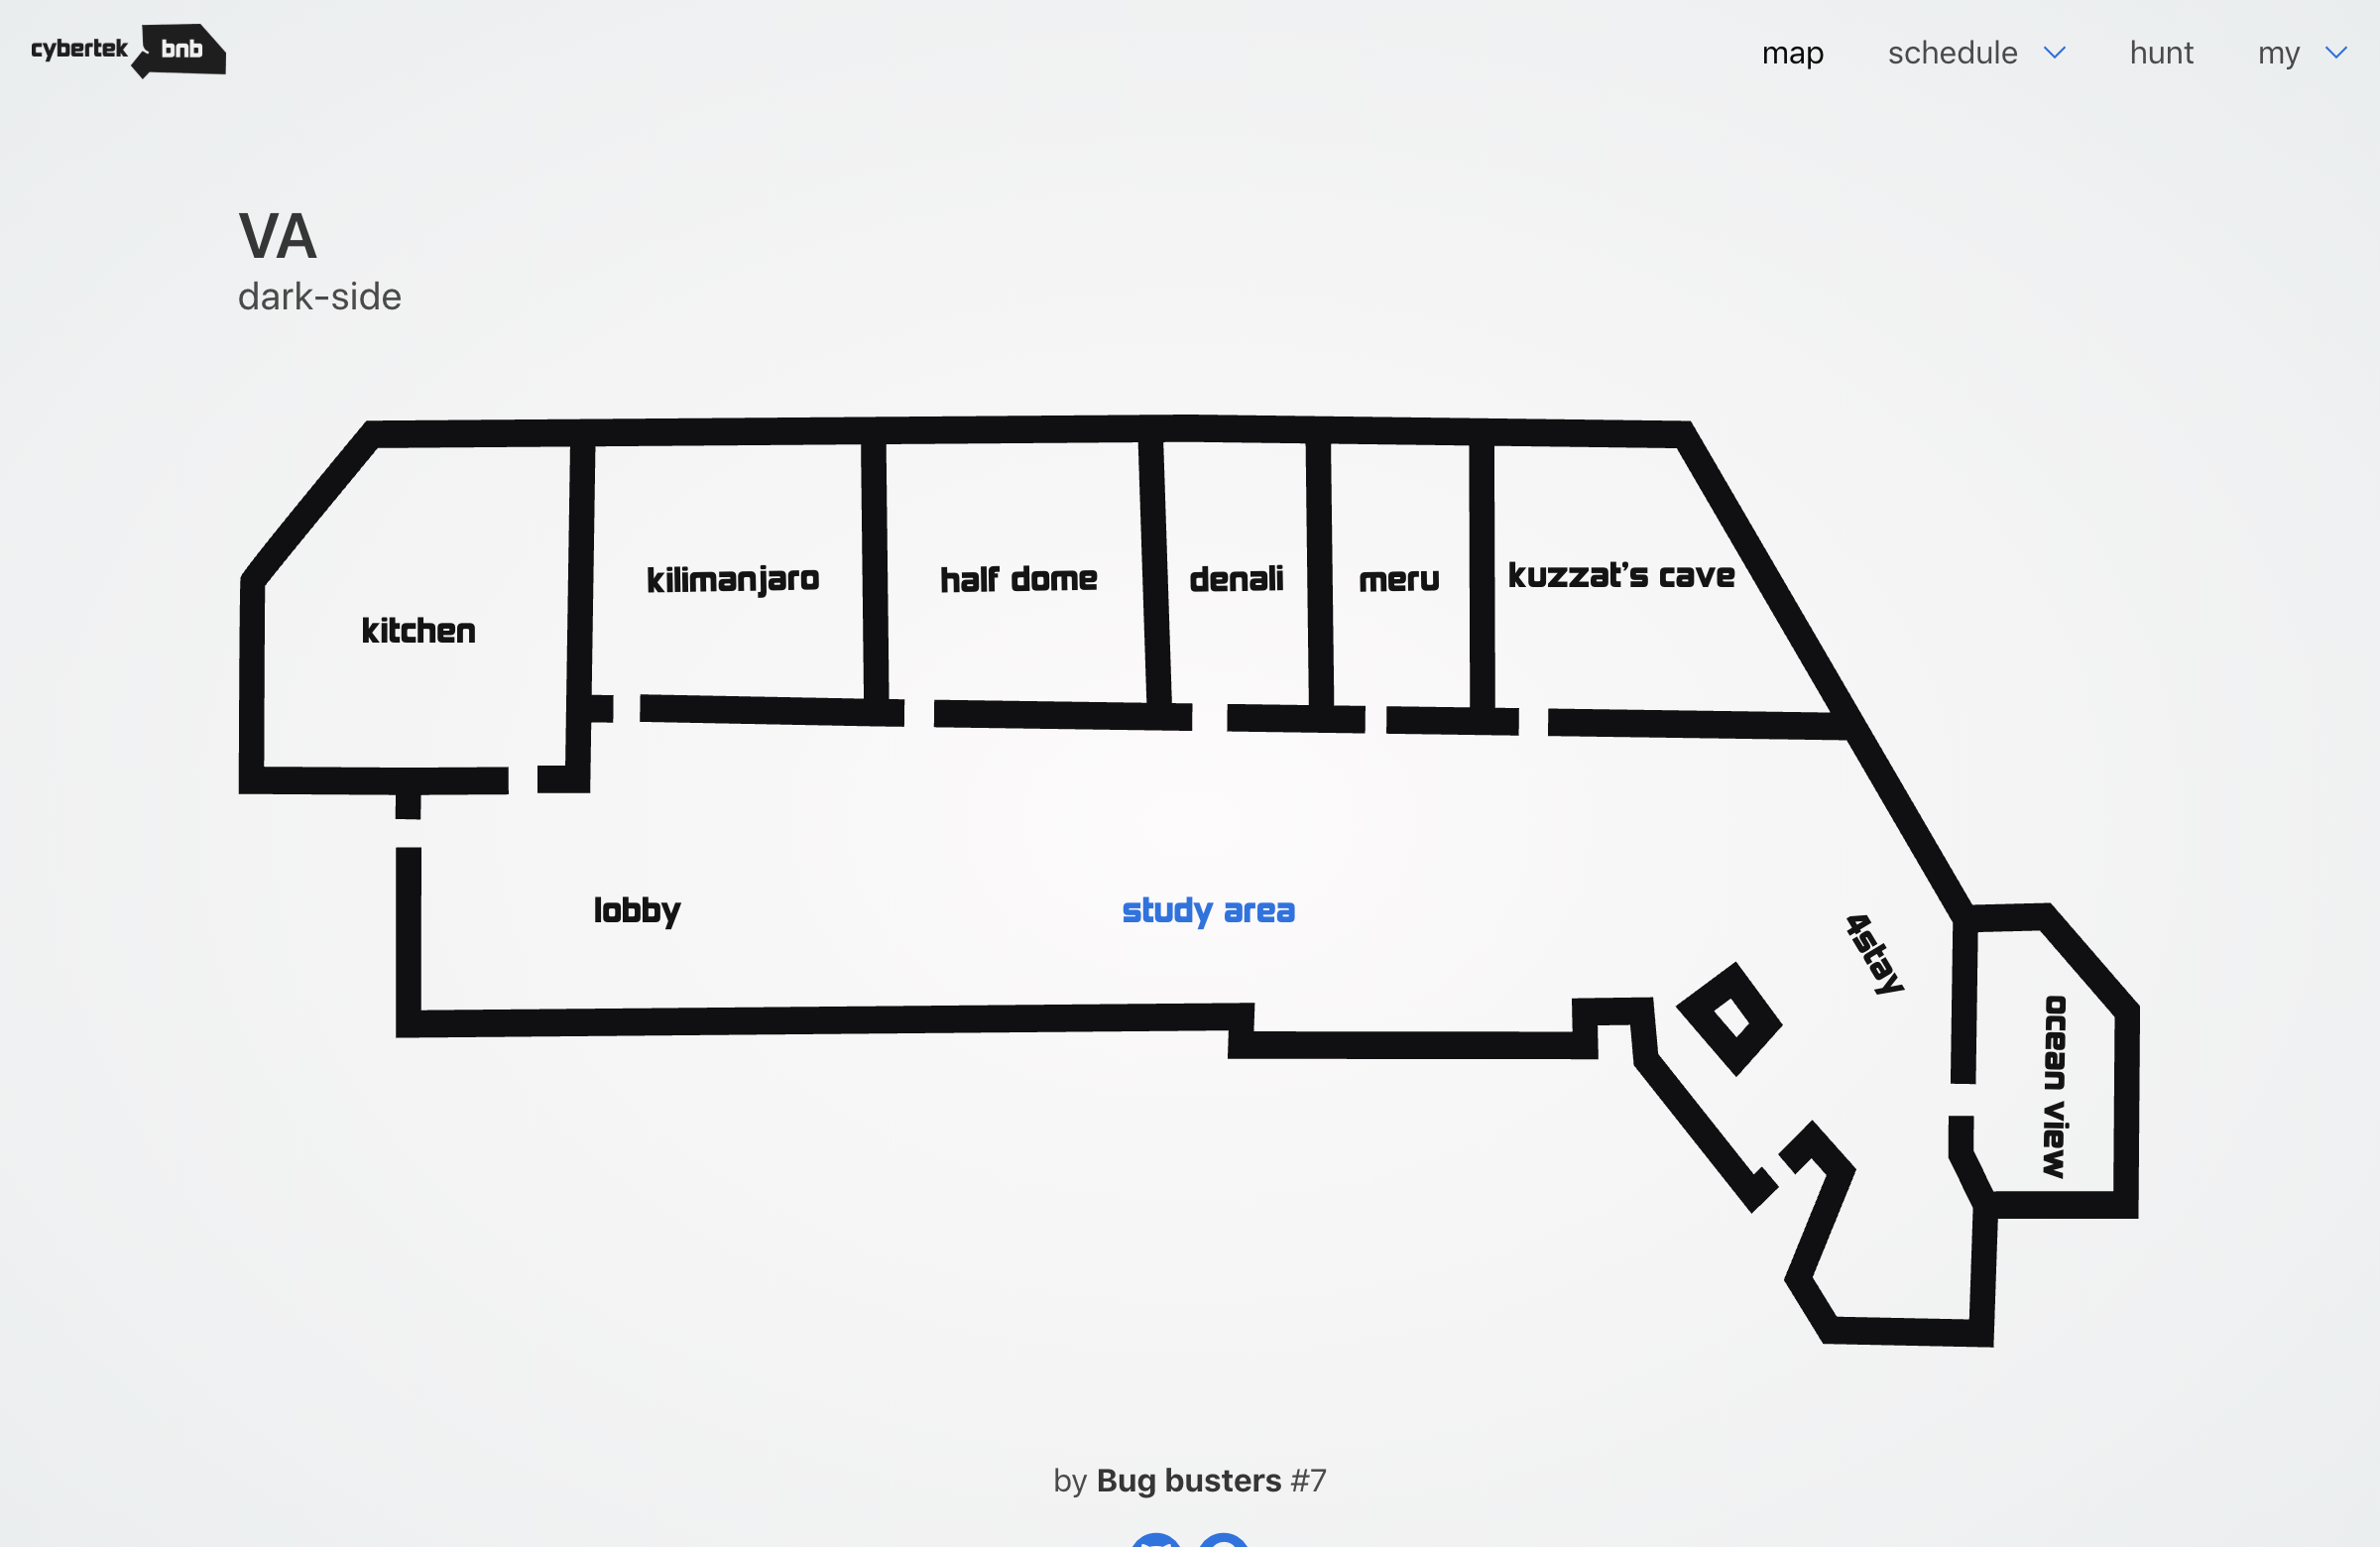 cybertek bnb
map schedule hunt my
VA
dark-side
kitchen
kilimanjaro
half dome
denali
meru
kuzzat's cave
lobby
study area
4stay
ocean view
by Bug busters #7